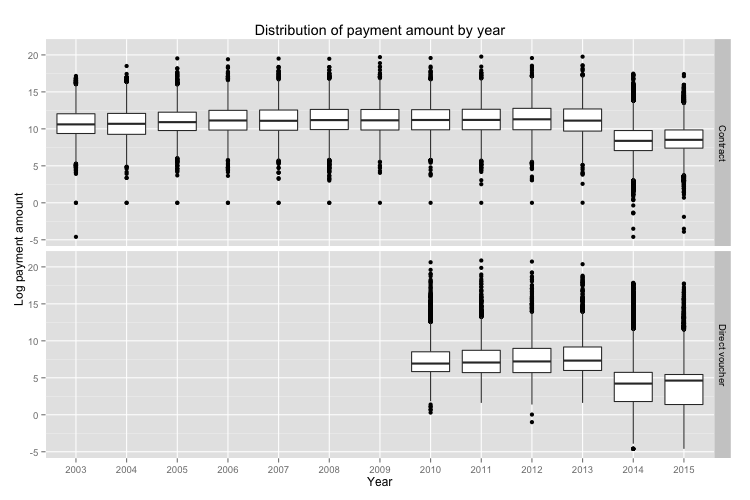 Distribution of payment amount by year
20
15
10
5
0
-5
Contract
20
15
10
5
0
-5
Direct voucher
Log payment amount
2003 2004 2005 2006 2007 2008 2009 2010 2011 2012 2013 2014 2015
Year